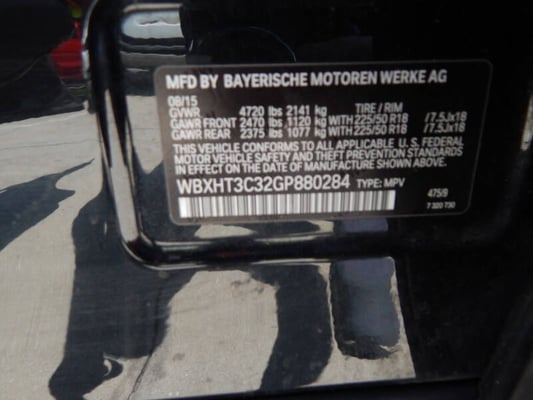 MFD BY BAYERISCHE MOTOREN WERKE AG
08/15
GVWR 4720 lbs 2141 kg TIRE / RIM
GAWR FRONT 2470 lbs 1120 kg WITH 225/50 R18 /7.5Jx18
GAWR REAR 2375 lbs 1077 kg WITH 225/50 R18 /7.5Jx18
THIS VEHICLE CONFORMS TO ALL APPLICABLE U. S. FEDERAL
MOTOR VEHICLE SAFETY AND THEFT PREVENTION STANDARDS
IN EFFECT ON THE DATE OF MANUFACTURE SHOWN ABOVE.
WBXHT3C32GP880284 TYPE: MPV
475/9
7 320 730